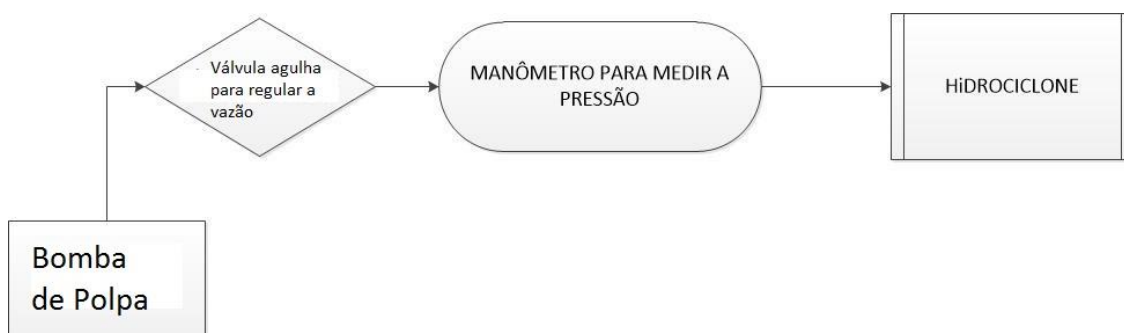 Válvula agulha
para regular a
vazão
MANÔMETRO PARA MEDIR A
PRESSÃO
HiDROCICLONE
Bomba
de Polpa